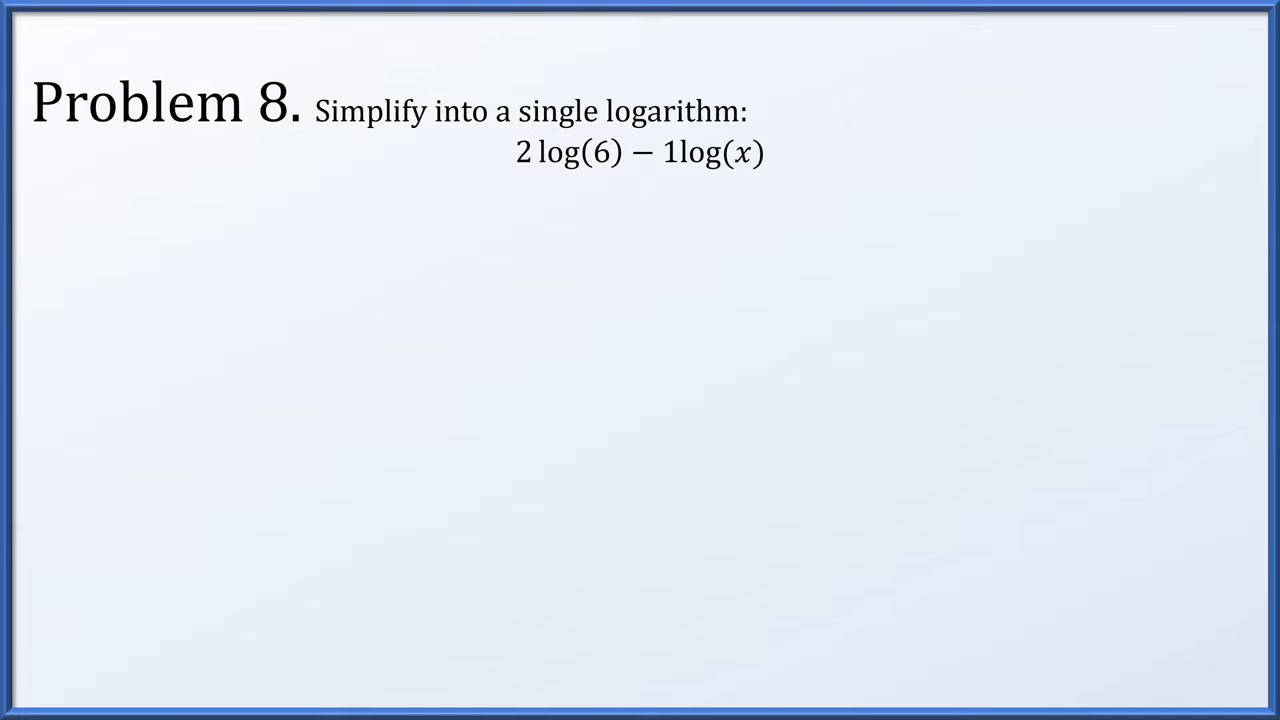 Problem 8. Simplify into a single logarithm:
2 log(6) − 1log(x)